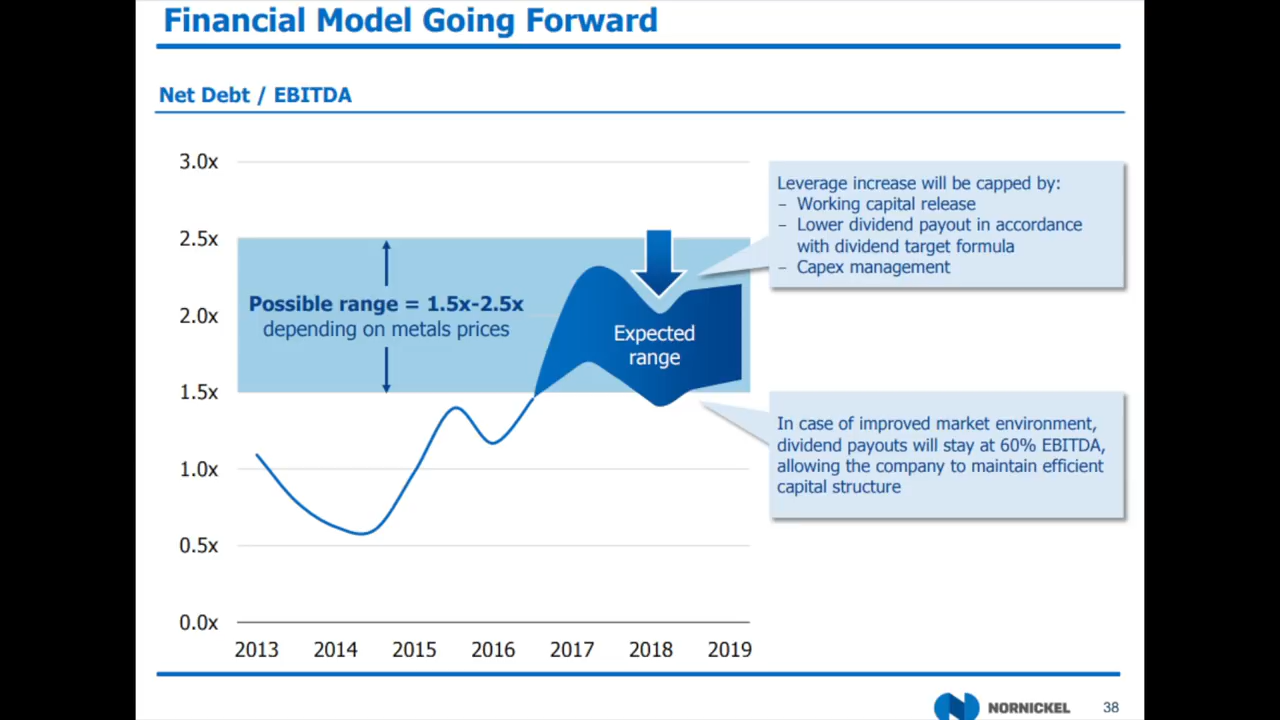 Financial Model Going Forward
Net Debt / EBITDA
3.0x
2.5x
2.0x
1.5x
1.0x
0.5x
0.0x
Possible range = 1.5x-2.5x
depending on metals prices
Expected
range
Leverage increase will be capped by:
− Working capital release
− Lower dividend payout in accordance
with dividend target formula
− Capex management
In case of improved market environment,
dividend payouts will stay at 60% EBITDA,
allowing the company to maintain efficient
capital structure
2013 2014 2015 2016 2017 2018 2019
NORNICKEL 38